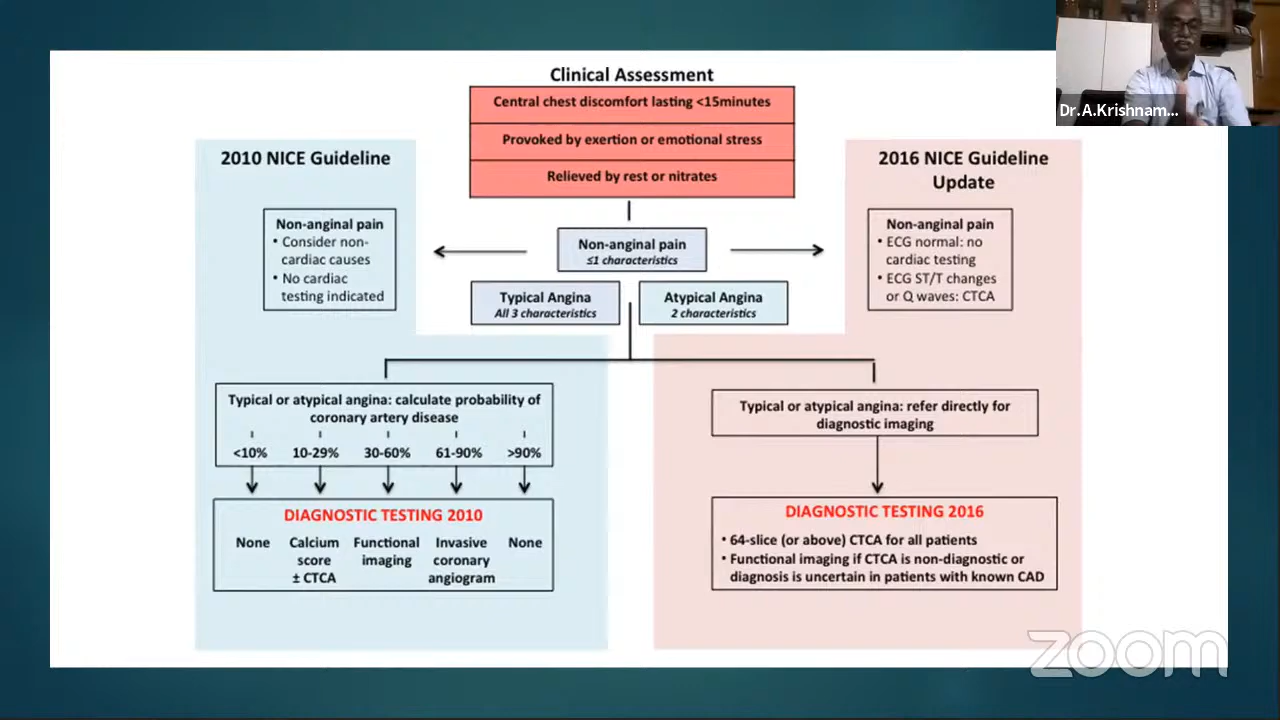 Clinical Assessment
Central chest discomfort lasting <15minutes
Provoked by exertion or emotional stress
Relieved by rest or nitrates
Dr.A.Krishnam...
2010 NICE Guideline
Non-anginal pain
• Consider non-
cardiac causes
• No cardiac
testing indicated
Non-anginal pain
≤1 characteristics
Typical Angina
All 3 characteristics
Atypical Angina
2 characteristics
2016 NICE Guideline
Update
Non-anginal pain
• ECG normal: no
cardiac testing
• ECG ST/T changes
or Q waves: CTCA
Typical or atypical angina: calculate probability of
coronary artery disease
<10% 10-29% 30-60% 61-90% >90%
DIAGNOSTIC TESTING 2010
None
Calcium
score
± CTCA
Functional
imaging
Invasive
coronary
angiogram
None
Typical or atypical angina: refer directly for
diagnostic imaging
DIAGNOSTIC TESTING 2016
• 64-slice (or above) CTCA for all patients
• Functional imaging if CTCA is non-diagnostic or
diagnosis is uncertain in patients with known CAD
zoom